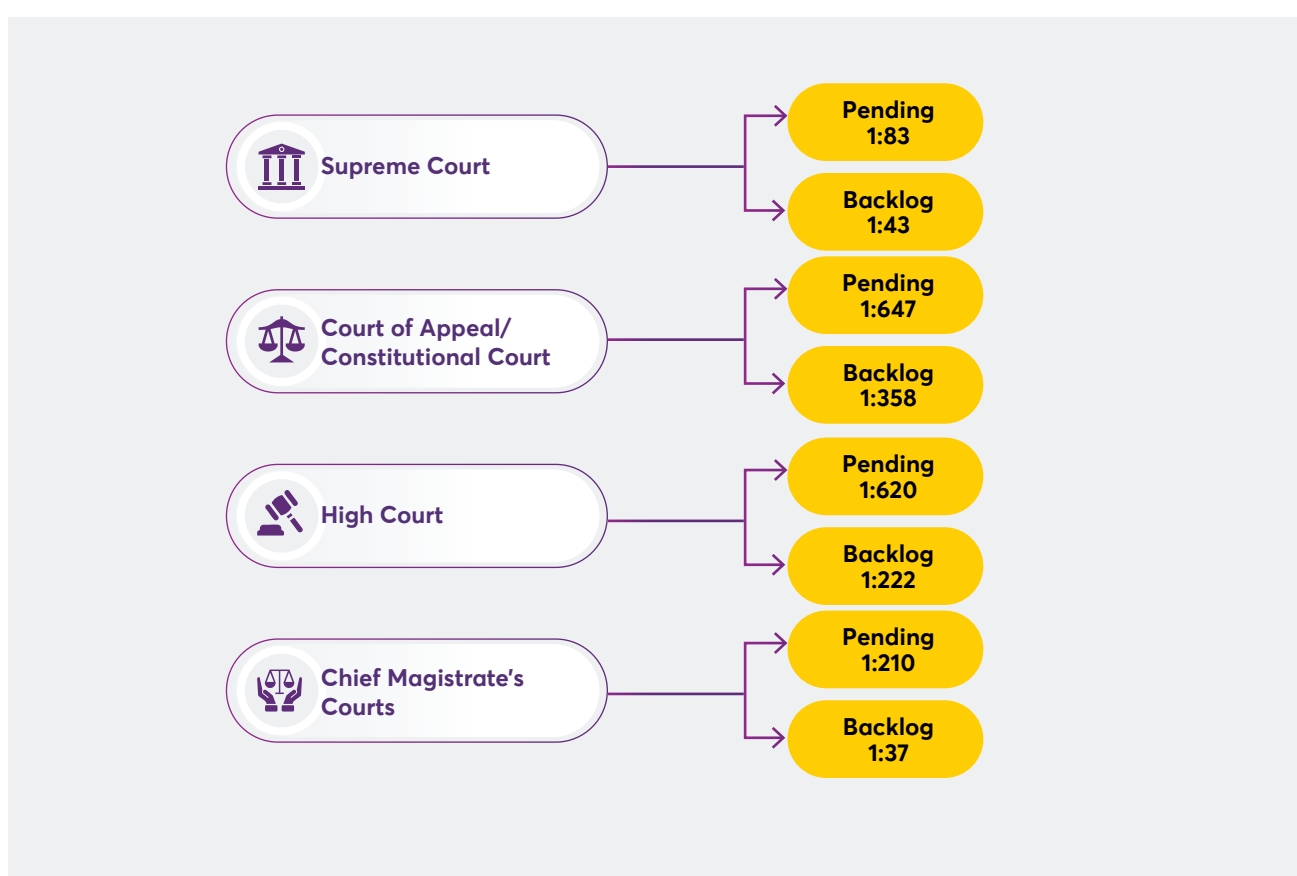 Supreme Court
Pending
1:83
Backlog
1:43
Court of Appeal/
Constitutional Court
Pending
1:647
Backlog
1:358
High Court
Pending
1:620
Backlog
1:222
Chief Magistrate's
Courts
Pending
1:210
Backlog
1:37